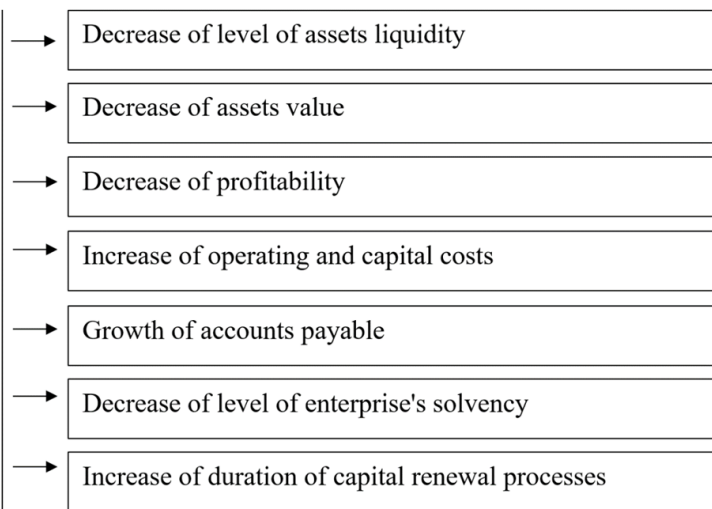 Decrease of level of assets liquidity
Decrease of assets value
Decrease of profitability
Increase of operating and capital costs
Growth of accounts payable
Decrease of level of enterprise's solvency
Increase of duration of capital renewal processes